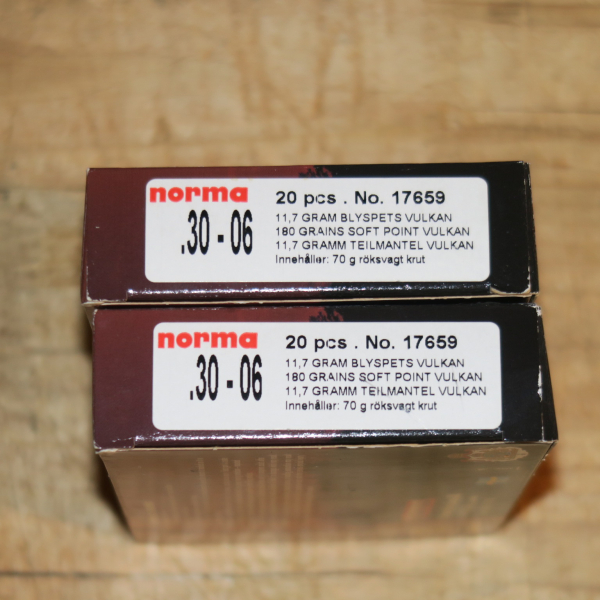 norma
.30 - 06
20 pcs . No. 17659
11,7 GRAM BLYSPETS VULKAN
180 GRAINS SOFT POINT VULKAN
11,7 GRAMM TEILMANTEL VULKAN
Innehåller: 70 g röksvagt krut
norma
.30 - 06
20 pcs . No. 17659
11,7 GRAM BLYSPETS VULKAN
180 GRAINS SOFT POINT VULKAN
11,7 GRAMM TEILMANTEL VULKAN
Innehåller: 70 g röksvagt krut